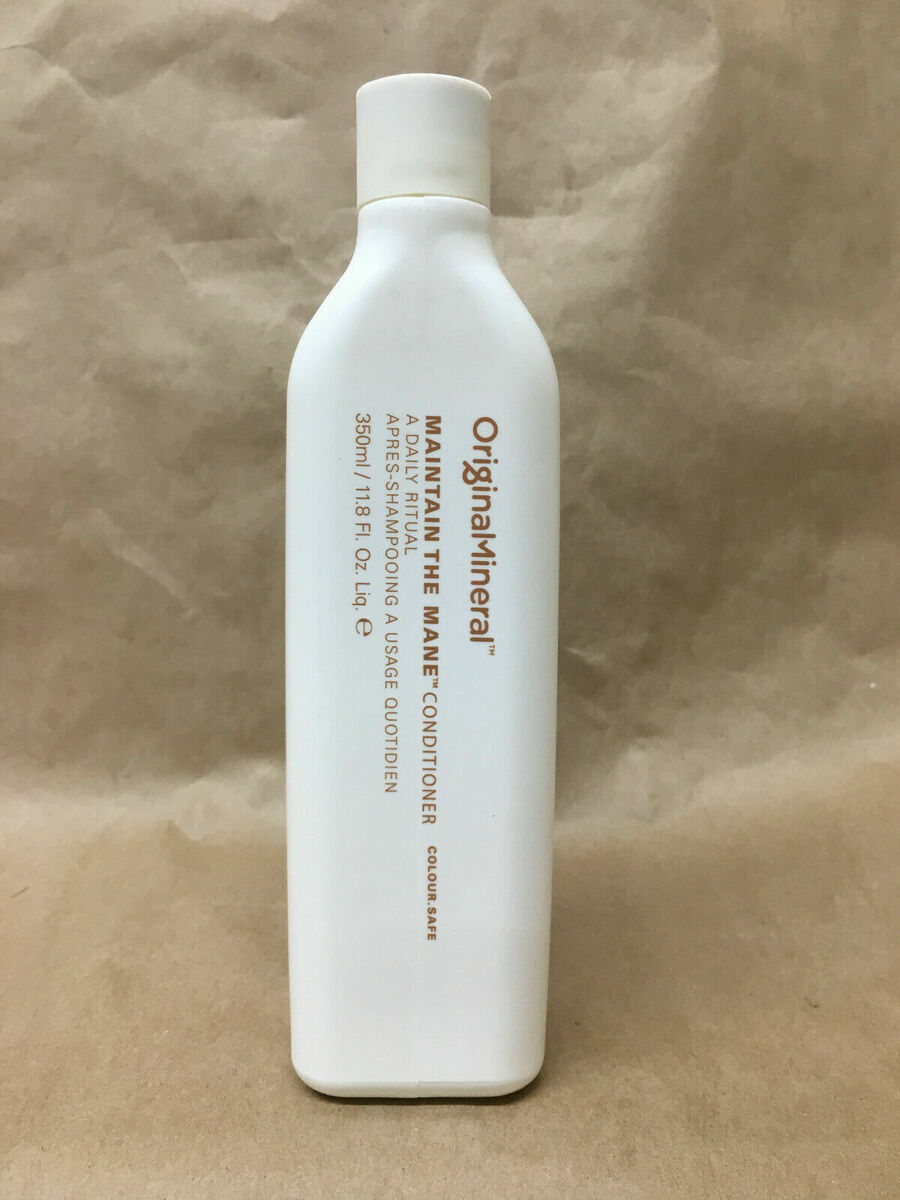 OriginalMineral™
MAINTAIN THE MANE™ CONDITIONER COLOUR.SAFE
A DAILY RITUAL
APRES-SHAMPOOING A USAGE QUOTIDIEN
350ml / 11.8 Fl. Oz. Liq. ℮